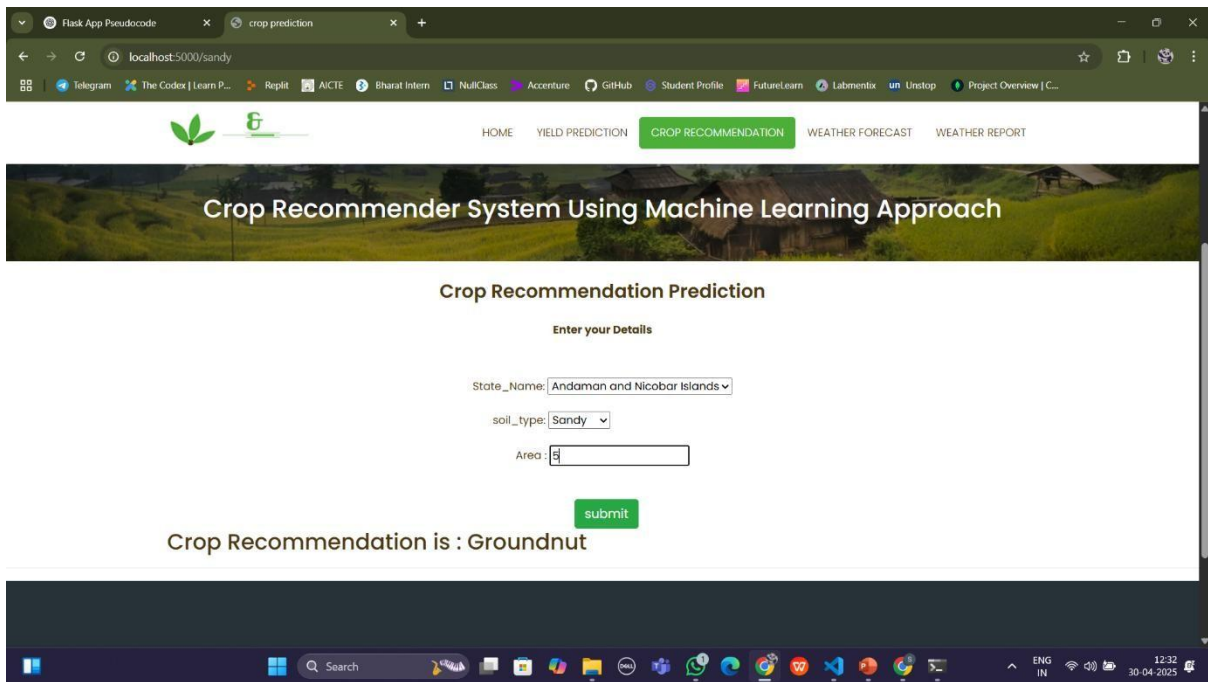 Flask App Pseudocode
crop prediction
localhost:5000/sandy
Telegram The Codex | Learn P... Replit AICTE Bharat Intern NullClass Accenture GitHub Student Profile FutureLearn Labmentix un Unstop Project Overview | C...
&
HOME YIELD PREDICTION CROP RECOMMENDATION WEATHER FORECAST WEATHER REPORT
Crop Recommender System Using Machine Learning Approach
Crop Recommendation Prediction
Enter your Details
State_Name: Andaman and Nicobar Islands
soil_type: Sandy
Area : 5
submit
Crop Recommendation is : Groundnut
Search
DELL
1
ENG
IN
12:32
30-04-2025